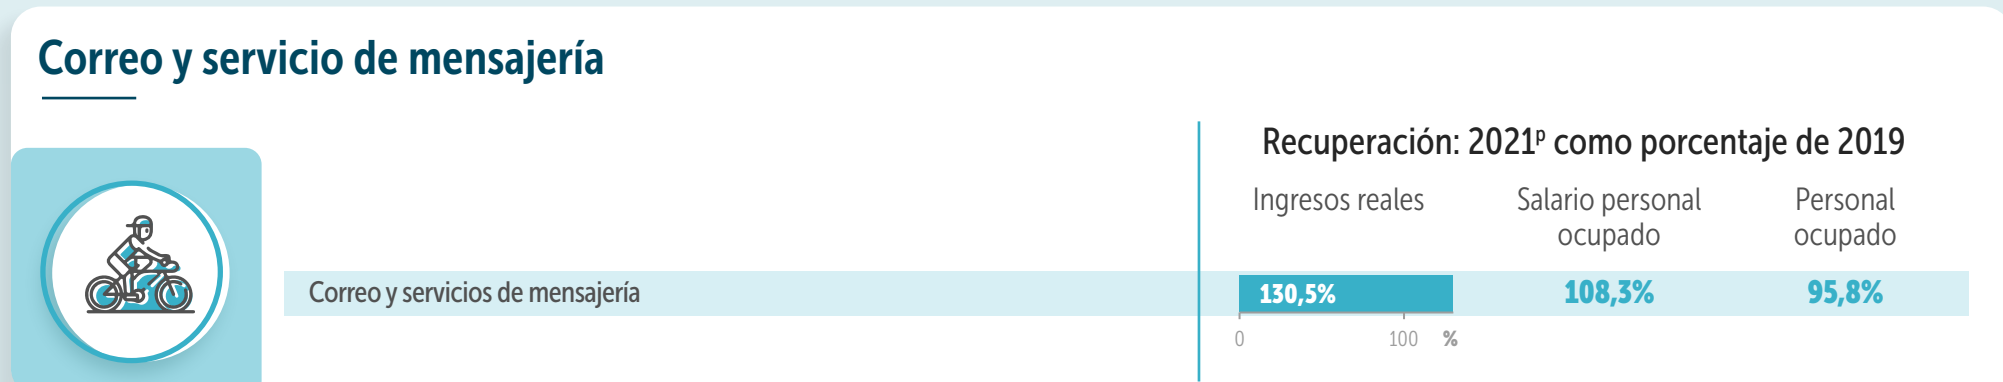 Correo y servicio de mensajería
Recuperación: 2021ᵖ como porcentaje de 2019
Ingresos reales
Salario personal
ocupado
Personal
ocupado
Correo y servicios de mensajería
130,5%
108,3%
95,8%
0 100 %